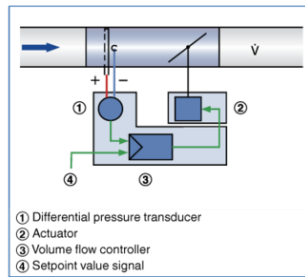 V̇
+ −
①
②
④
③
① Differential pressure transducer
② Actuator
③ Volume flow controller
④ Setpoint value signal